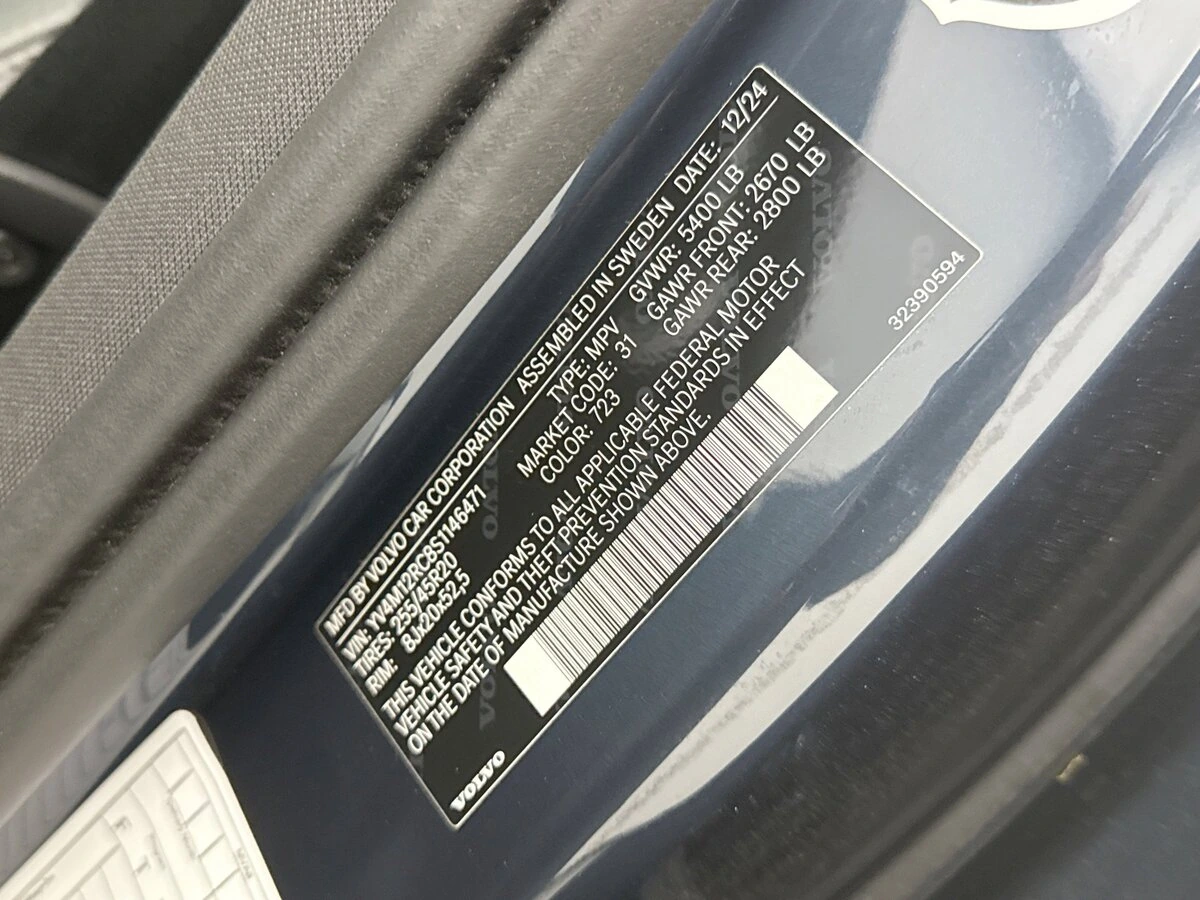 MFD BY VOLVO CAR CORPORATION ASSEMBLED IN SWEDEN DATE: 12/24
VIN: YV4M12RC8S1146471 TYPE: MPV GVWR: 5400 LB
TIRES: 255/45R20 MARKET CODE: 31 GAWR FRONT: 2670 LB
RIM: 8Jx20x52,5 COLOR: 723 GAWR REAR: 2800 LB
THIS VEHICLE CONFORMS TO ALL APPLICABLE FEDERAL MOTOR
VEHICLE SAFETY AND THEFT PREVENTION STANDARDS IN EFFECT
ON THE DATE OF MANUFACTURE SHOWN ABOVE.
VOLVO 32390594